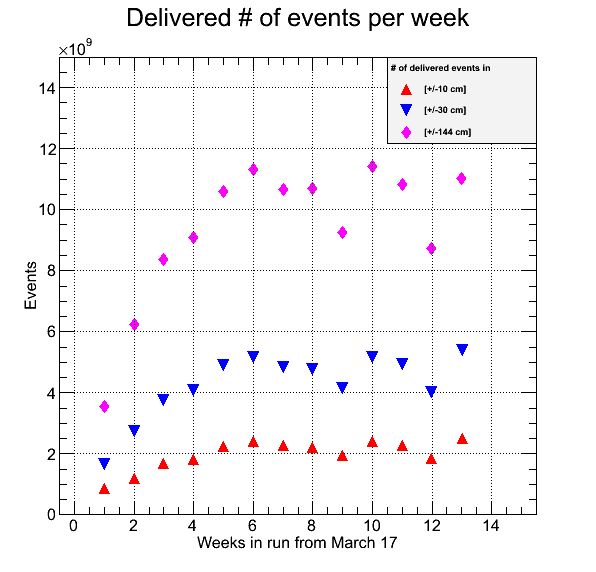 Delivered # of events per week
×10⁹
# of delivered events in
[+/-10 cm]
[+/-30 cm]
[+/-144 cm]
14
12
10
8
6
4
2
0
Events
0 2 4 6 8 10 12 14
Weeks in run from March 17